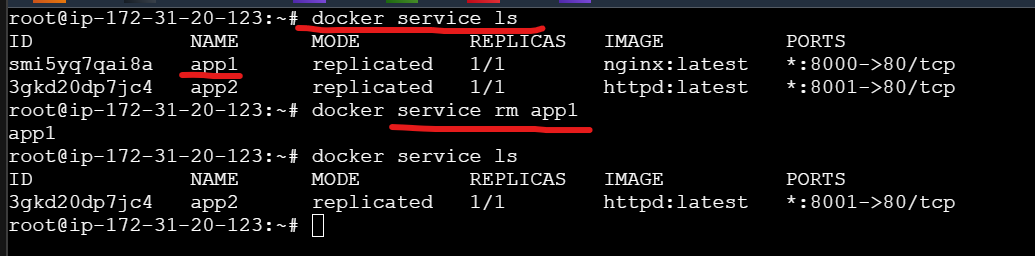 root@ip-172-31-20-123:~# docker service ls
ID NAME MODE REPLICAS IMAGE PORTS
smi5yq7qai8a app1 replicated 1/1 nginx:latest *:8000->80/tcp
3gkd20dp7jc4 app2 replicated 1/1 httpd:latest *:8001->80/tcp
root@ip-172-31-20-123:~# docker service rm app1
app1
root@ip-172-31-20-123:~# docker service ls
ID NAME MODE REPLICAS IMAGE PORTS
3gkd20dp7jc4 app2 replicated 1/1 httpd:latest *:8001->80/tcp
root@ip-172-31-20-123:~#